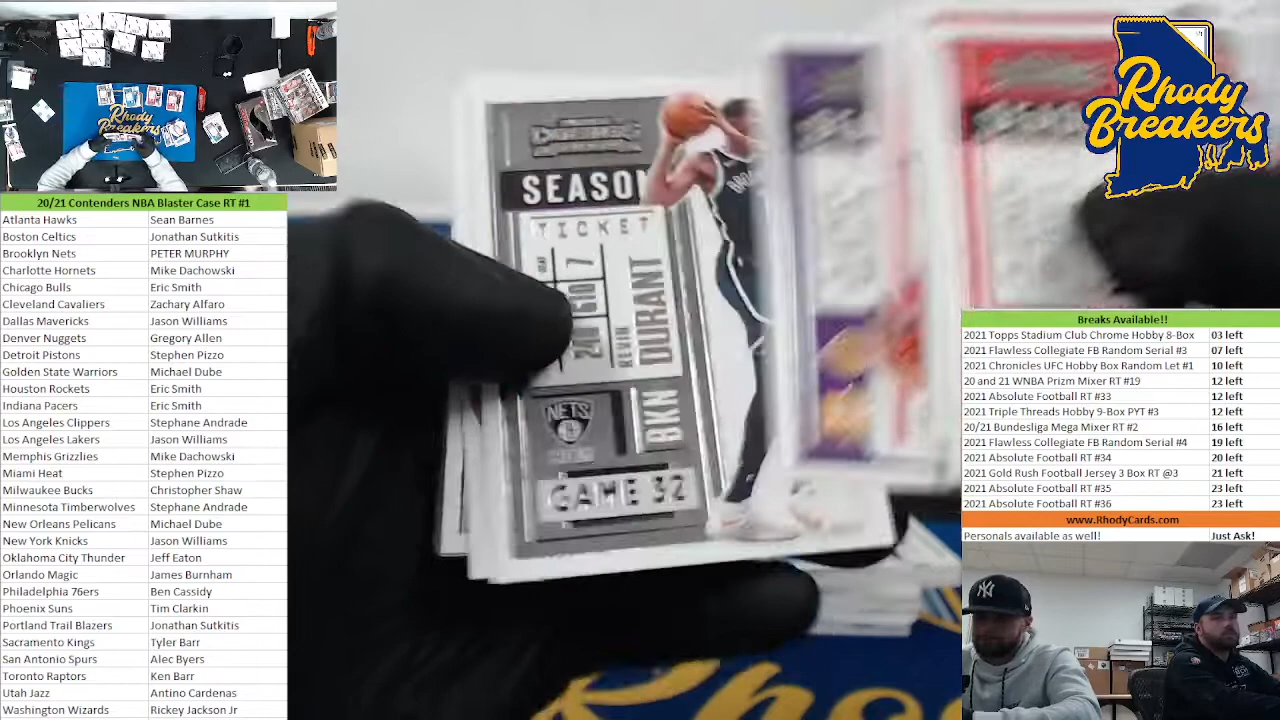 20/21 Contenders NBA Blaster Case RT #1
Atlanta Hawks Sean Barnes
Boston Celtics Jonathan Sutkitis
Brooklyn Nets PETER MURPHY
Charlotte Hornets Mike Dachowski
Chicago Bulls Eric Smith
Cleveland Cavaliers Zachary Alfaro
Dallas Mavericks Jason Williams
Denver Nuggets Gregory Allen
Detroit Pistons Stephen Pizzo
Golden State Warriors Michael Dube
Houston Rockets Eric Smith
Indiana Pacers Eric Smith
Los Angeles Clippers Stephane Andrade
Los Angeles Lakers Jason Williams
Memphis Grizzlies Mike Dachowski
Miami Heat Stephen Pizzo
Milwaukee Bucks Christopher Shaw
Minnesota Timberwolves Stephane Andrade
New Orleans Pelicans Michael Dube
New York Knicks Jason Williams
Oklahoma City Thunder Jeff Eaton
Orlando Magic James Burnham
Philadelphia 76ers Ben Cassidy
Phoenix Suns Tim Clarkin
Portland Trail Blazers Jonathan Sutkitis
Sacramento Kings Tyler Barr
San Antonio Spurs Alec Byers
Toronto Raptors Ken Barr
Utah Jazz Antino Cardenas
Washington Wizards Rickey Jackson Jr
Rhody
Breakers
SEASON
TICKET
7
KEVIN
DURANT
NETS
BKN
GAME 32
Rhody
Breakers
Breaks Available!!
2021 Topps Stadium Club Chrome Hobby 8-Box 03 left
2021 Flawless Collegiate FB Random Serial #3 07 left
2021 Chronicles UFC Hobby Box Random Let #1 10 left
20 and 21 WNBA Prizm Mixer RT #19 12 left
2021 Absolute Football RT #33 12 left
2021 Triple Threads Hobby 9-Box PYT #3 12 left
20/21 Bundesliga Mega Mixer RT #2 16 left
2021 Flawless Collegiate FB Random Serial #4 19 left
2021 Absolute Football RT #34 20 left
2021 Gold Rush Football Jersey 3 Box RT @3 21 left
2021 Absolute Football RT #35 23 left
2021 Absolute Football RT #36 23 left
www.RhodyCards.com
Personals available as well! Just Ask!